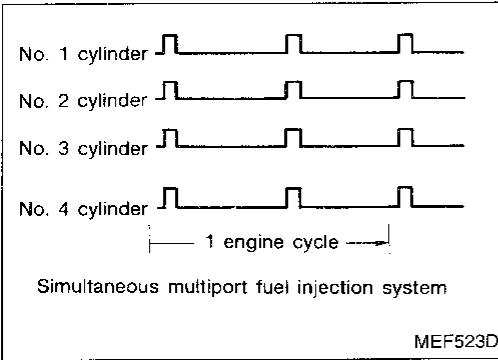 No. 1 cylinder
No. 2 cylinder
No. 3 cylinder
No. 4 cylinder
1 engine cycle
Simultaneous multiport fuel injection system
MEF523D